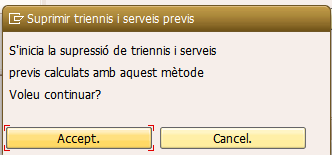 Suprimir triennis i serveis previs
S'inicia la supressió de triennis i serveis
previs calculats amb aquest mètode
Voleu continuar?
Accept.
Cancel.